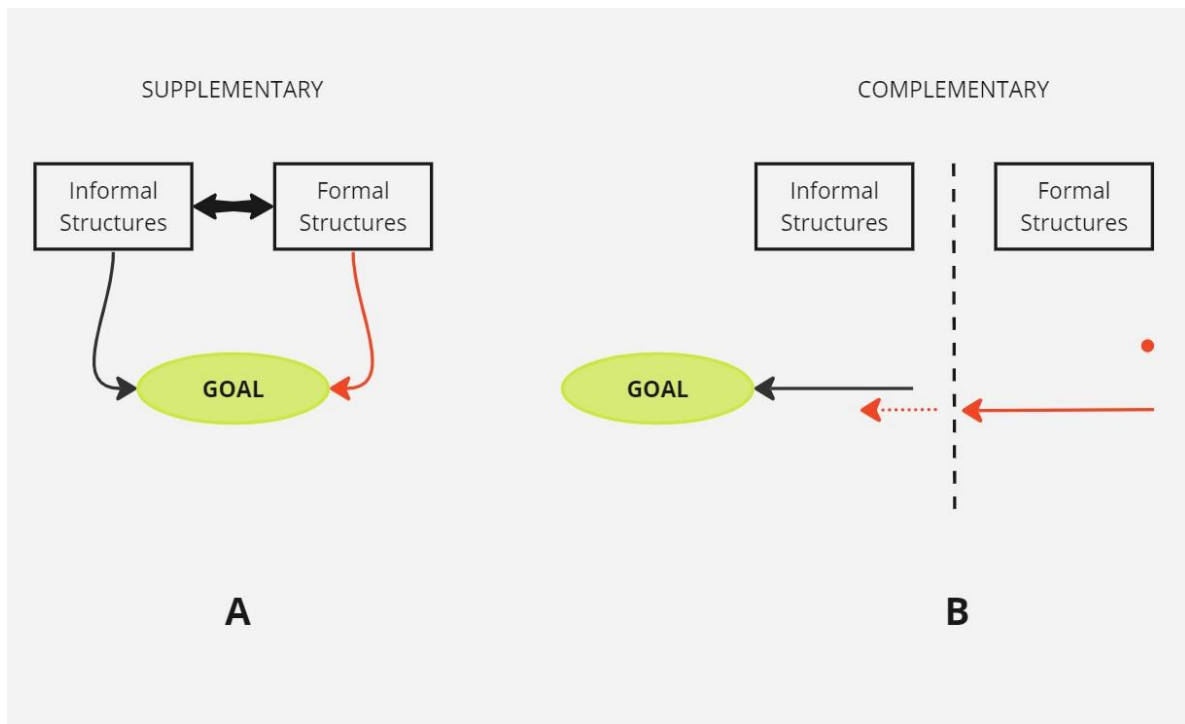 SUPPLEMENTARY
Informal
Structures
Formal
Structures
GOAL
A
COMPLEMENTARY
Informal
Structures
Formal
Structures
GOAL
B